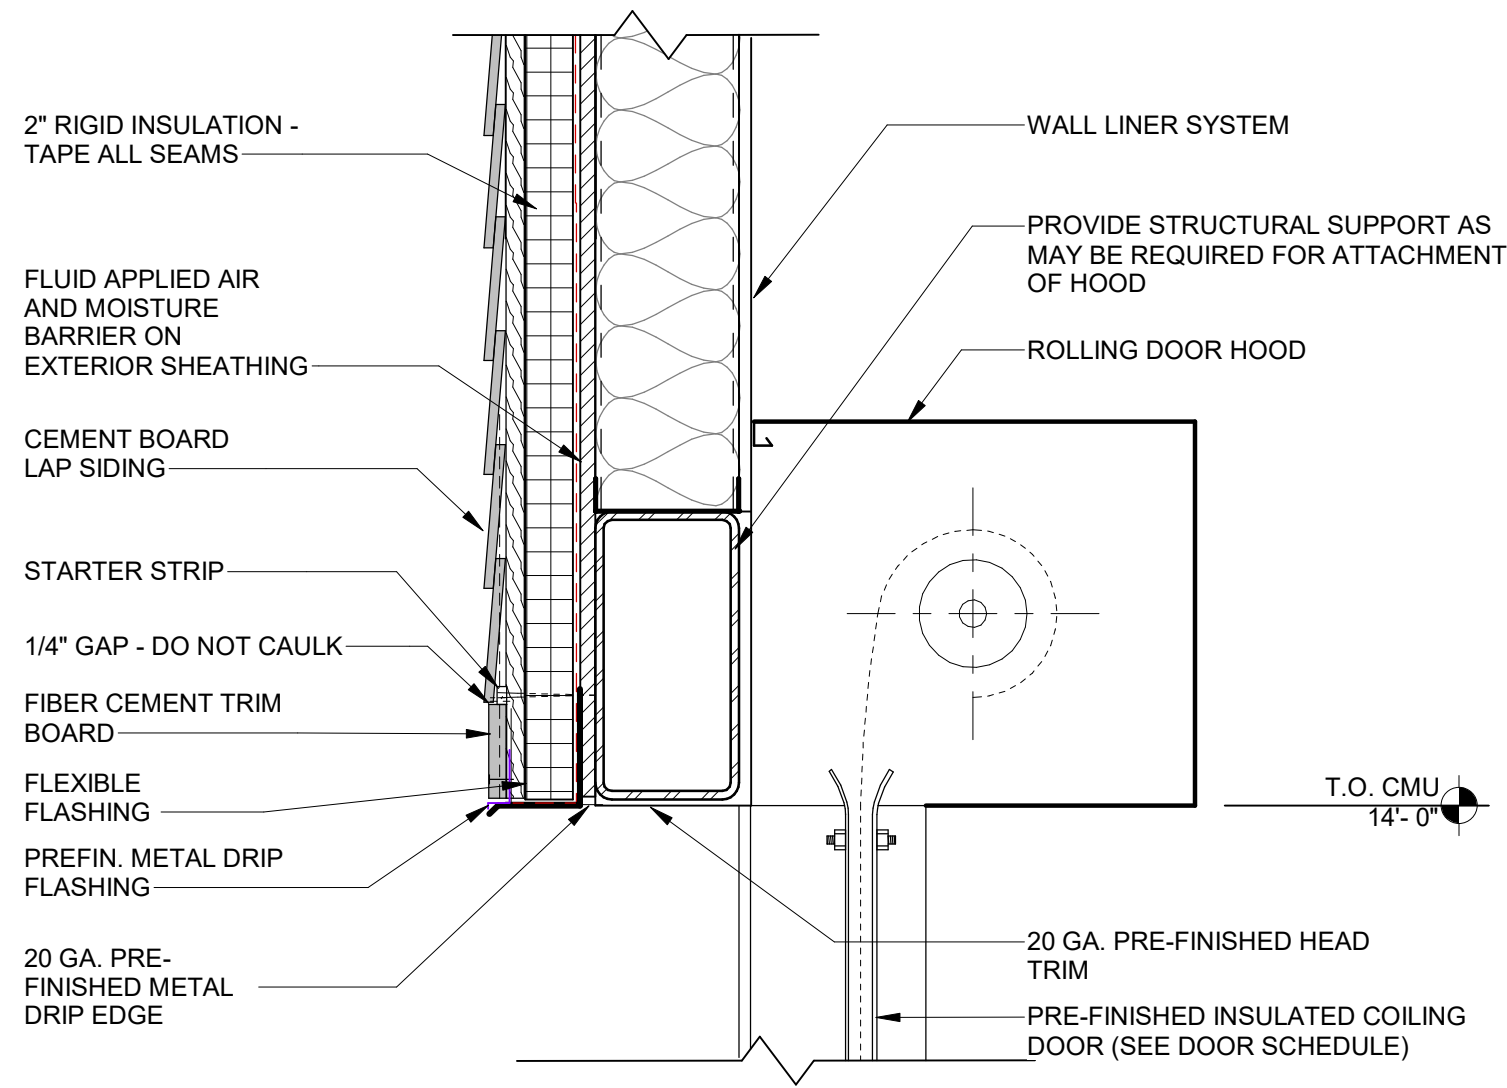 2" RIGID INSULATION -
TAPE ALL SEAMS
FLUID APPLIED AIR
AND MOISTURE
BARRIER ON
EXTERIOR SHEATHING
CEMENT BOARD
LAP SIDING
STARTER STRIP
1/4" GAP - DO NOT CAULK
FIBER CEMENT TRIM
BOARD
FLEXIBLE
FLASHING
PREFIN. METAL DRIP
FLASHING
20 GA. PRE-
FINISHED METAL
DRIP EDGE
WALL LINER SYSTEM
PROVIDE STRUCTURAL SUPPORT AS
MAY BE REQUIRED FOR ATTACHMENT
OF HOOD
ROLLING DOOR HOOD
T.O. CMU
14'- 0"
20 GA. PRE-FINISHED HEAD
TRIM
PRE-FINISHED INSULATED COILING
DOOR (SEE DOOR SCHEDULE)